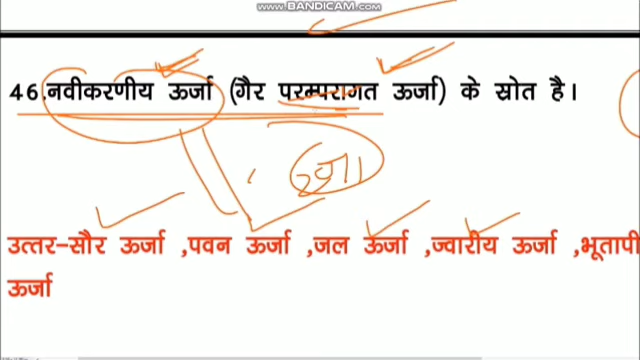 www.BANDICAM.com
46.नवीकरणीय ऊर्जा (गैर परम्परागत ऊर्जा) के स्रोत है।
उत्तर-सौर ऊर्जा ,पवन ऊर्जा ,जल ऊर्जा ,ज्वारीय ऊर्जा ,भूतापी
ऊर्जा